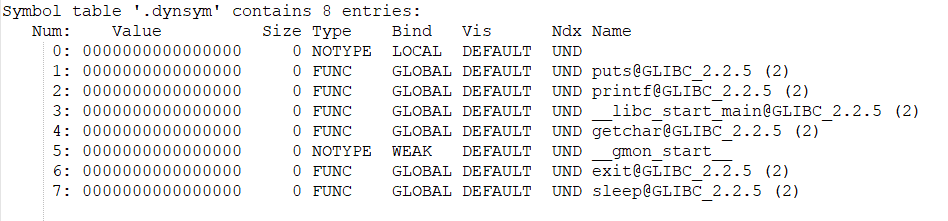 Symbol table '.dynsym' contains 8 entries:
   Num:    Value          Size Type    Bind   Vis      Ndx Name
     0: 0000000000000000     0 NOTYPE  LOCAL  DEFAULT  UND
     1: 0000000000000000     0 FUNC    GLOBAL DEFAULT  UND puts@GLIBC_2.2.5 (2)
     2: 0000000000000000     0 FUNC    GLOBAL DEFAULT  UND printf@GLIBC_2.2.5 (2)
     3: 0000000000000000     0 FUNC    GLOBAL DEFAULT  UND __libc_start_main@GLIBC_2.2.5 (2)
     4: 0000000000000000     0 FUNC    GLOBAL DEFAULT  UND getchar@GLIBC_2.2.5 (2)
     5: 0000000000000000     0 NOTYPE  WEAK   DEFAULT  UND __gmon_start__
     6: 0000000000000000     0 FUNC    GLOBAL DEFAULT  UND exit@GLIBC_2.2.5 (2)
     7: 0000000000000000     0 FUNC    GLOBAL DEFAULT  UND sleep@GLIBC_2.2.5 (2)